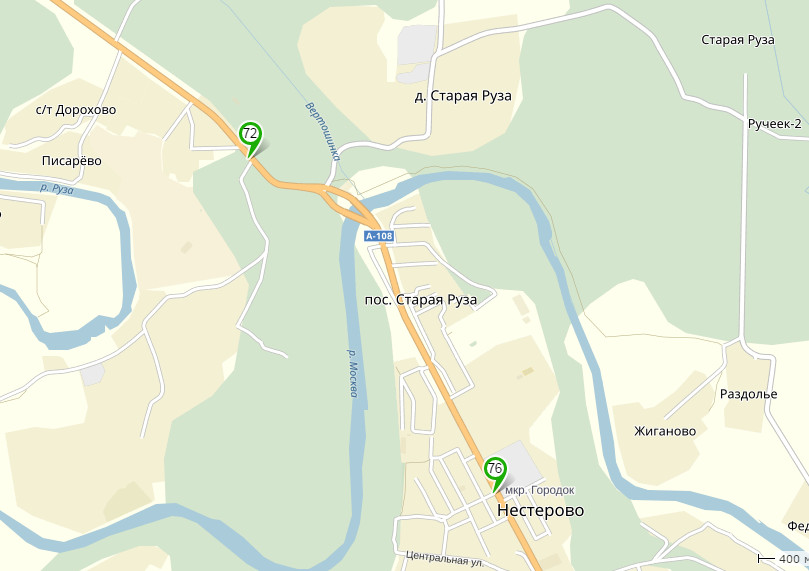 Старая Руза
с/т Дорохово
д. Старая Руза
Вертошинка
Ручеек-2
72
Писарёво
р. Руза
А-108
пос. Старая Руза
р. Москва
Раздолье
Жиганово
76
мкр. Городок
Нестерово
Фед
Центральная ул.
400 м